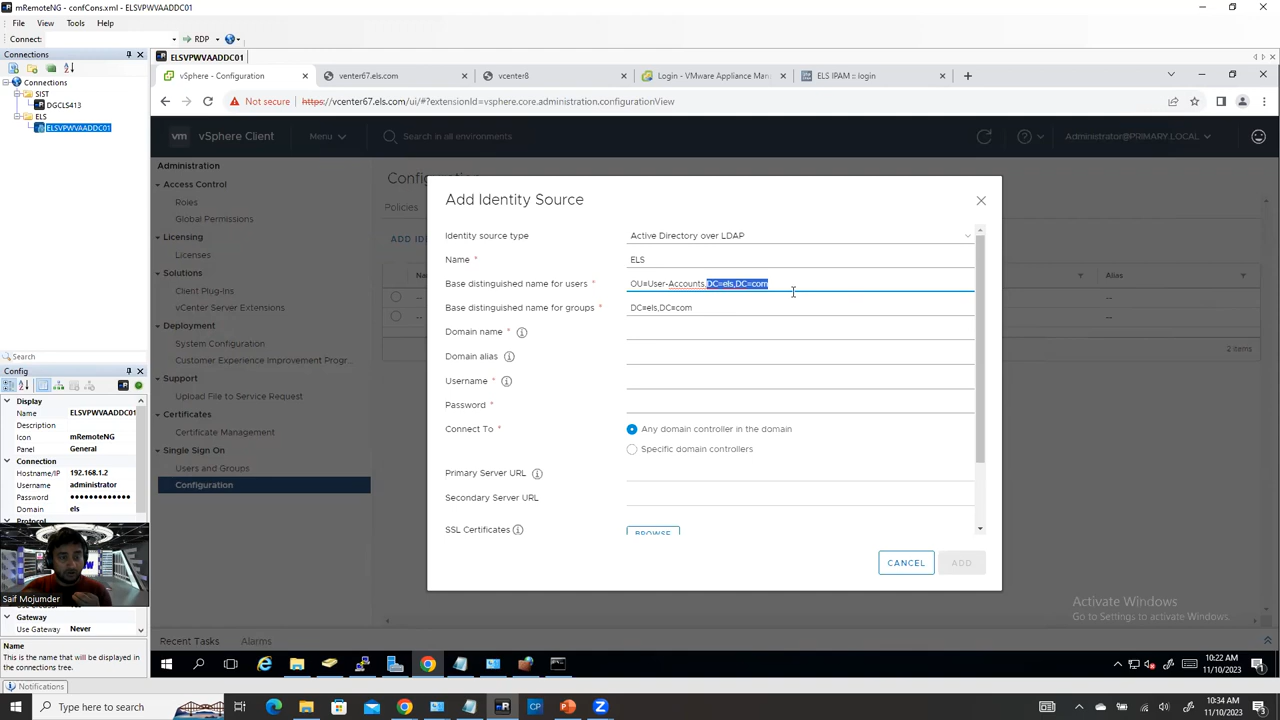 mRemoteNG - confCons.xml - ELSVPWVAADDC01
File View Tools Help
Connect: RDP
Connections
ELSVPWVAADDC01
Connections
SIST
DGCLS413
ELS
ELSVPWVAADDC01
vSphere - Configuration
venter67.els.com
vcenter8
Login - VMware Appliance Man
ELS IPAM :: login
Not secure https://vcenter67.els.com/ui/#?extensionId=vsphere.core.administration.configurationView
vm vSphere Client Menu Search in all environments Administrator@PRIMARY.LOCAL
Administration
Access Control
Roles
Global Permissions
Licensing
Licenses
Solutions
Client Plug-Ins
vCenter Server Extensions
Deployment
System Configuration
Customer Experience Improvement Progr...
Support
Upload File to Service Request
Certificates
Certificate Management
Single Sign On
Users and Groups
Configuration
Policies
Alias
--
--
2 items
Add Identity Source
Identity source type Active Directory over LDAP
Name * ELS
Base distinguished name for users * OU=User-Accounts,DC=els,DC=com
Base distinguished name for groups * DC=els,DC=com
Domain name *
Domain alias
Username *
Password *
Connect To * Any domain controller in the domain
Specific domain controllers
Primary Server URL
Secondary Server URL
SSL Certificates BROWSE
CANCEL ADD
Activate Windows
Go to Settings to activate Windows.
Recent Tasks Alarms
Search
Config
Display
Name ELSVPWVAADDC01
Description
Icon mRemoteNG
Panel General
Connection
Hostname/IP 192.168.1.2
Username administrator
Password
Domain els
Protocol
Saif Mojumder
Gateway
Use Gateway Never
Name
This is the name that will be displayed in the connections tree.
Notifications
10:22 AM
11/10/2023
Type here to search
10:34 AM
11/10/2023